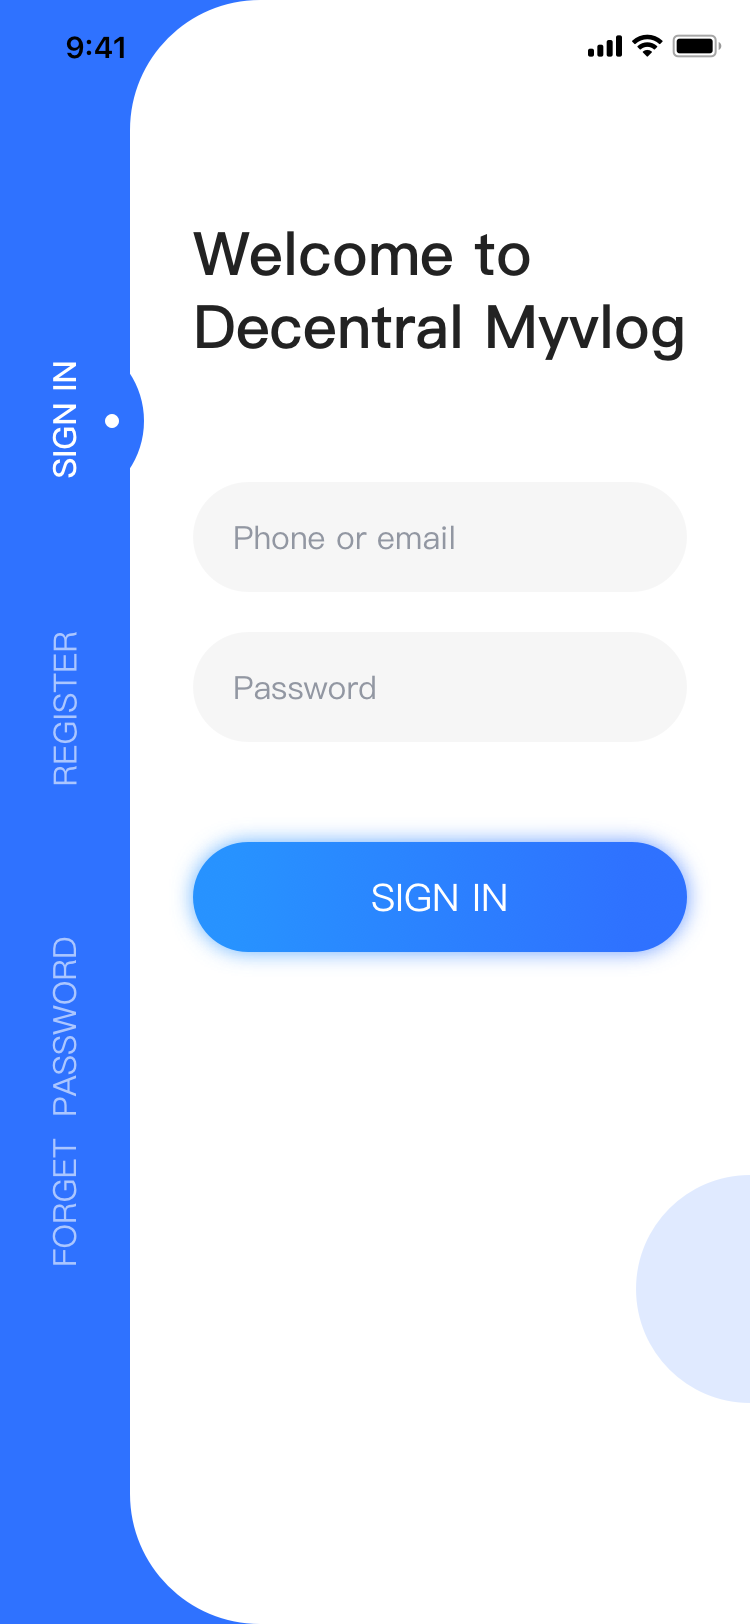 9:41
Welcome to
Decentral Myvlog
SIGN IN
REGISTER
FORGET PASSWORD
Phone or email
Password
SIGN IN